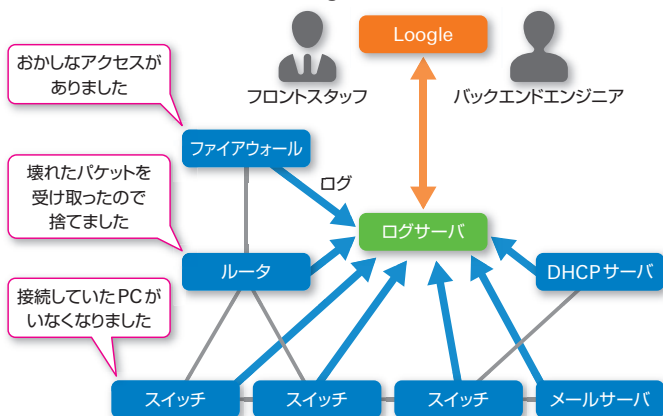 Loogle
おかしなアクセスが
ありました
フロントスタッフ
バックエンドエンジニア
ファイアウォール
壊れたパケットを
受け取ったので
捨てました
ログ
ログサーバ
ルータ
DHCPサーバ
接続していたPCが
いなくなりました
スイッチ
スイッチ
スイッチ
メールサーバ